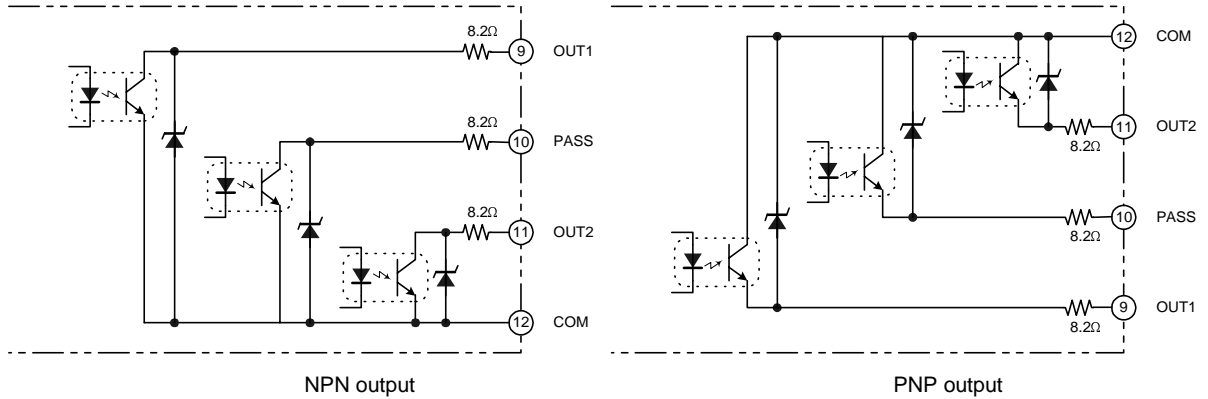 8.2Ω
9 OUT1
8.2Ω
10 PASS
8.2Ω
11 OUT2
12 COM
NPN output
12 COM
11 OUT2
8.2Ω
10 PASS
8.2Ω
9 OUT1
8.2Ω
PNP output